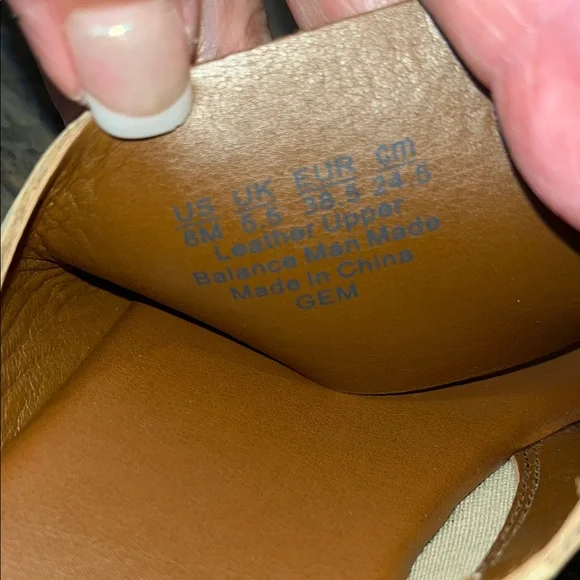 US UK EUR cm
8M 5.5 38.5 24.5
Leather Upper
Balance Man Made
Made In China
GEM